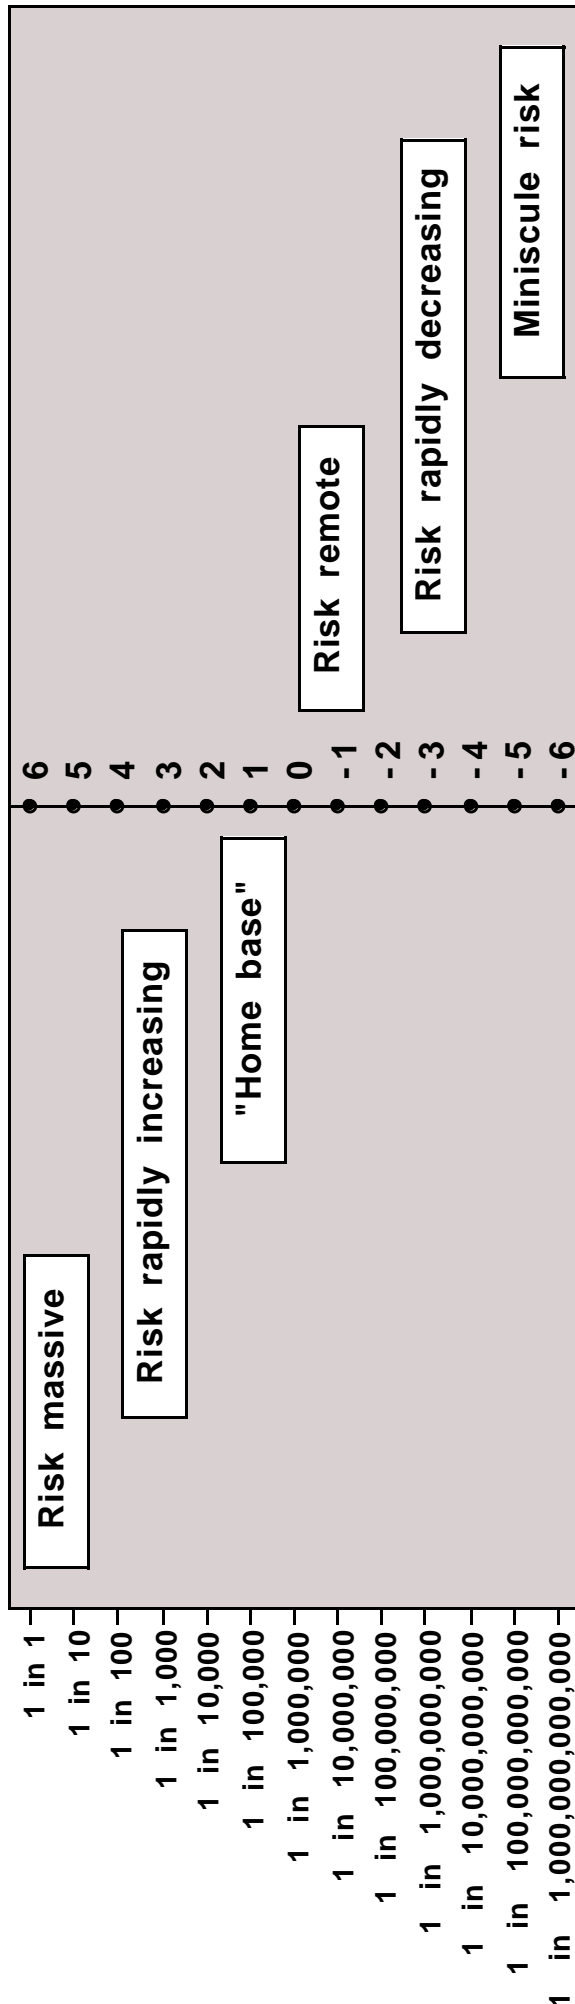 1 in 1
1 in 10
1 in 100
1 in 1,000
1 in 10,000
1 in 100,000
1 in 1,000,000
1 in 10,000,000
1 in 100,000,000
1 in 1,000,000,000
1 in 10,000,000,000
1 in 100,000,000,000
1 in 1,000,000,000,000
Risk massive
Risk rapidly increasing
"Home base"
6
5
4
3
2
1
0
-1
-2
-3
-4
-5
-6
Risk remote
Risk rapidly decreasing
Miniscule risk